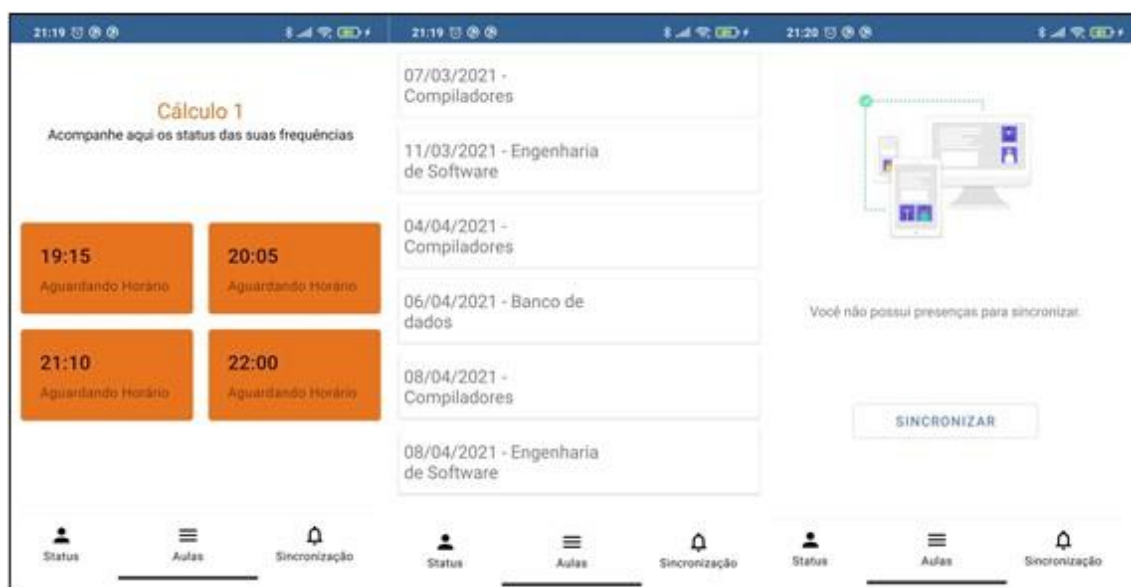 21:19
Cálculo 1
Acompanhe aqui os status das suas frequências
19:15
Aguardando Horário
20:05
Aguardando Horário
21:10
Aguardando Horário
22:00
Aguardando Horário
Status
Aulas
Sincronização
21:19
07/03/2021 -
Compiladores
11/03/2021 - Engenharia
de Software
04/04/2021 -
Compiladores
06/04/2021 - Banco de
dados
08/04/2021 -
Compiladores
08/04/2021 - Engenharia
de Software
Status
Aulas
Sincronização
21:20
Você não possui presenças para sincronizar.
SINCRONIZAR
Status
Aulas
Sincronização